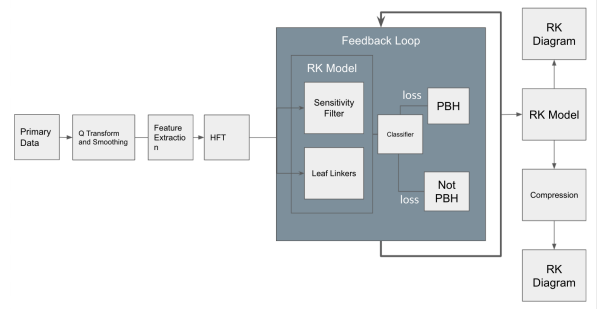 Primary
Data
Q Transform
and Smoothing
Feature
Extractio
n
HFT
Feedback Loop
RK Model
Sensitivity
Filter
Leaf Linkers
Classifier
loss
PBH
loss
Not
PBH
RK
Diagram
RK Model
Compression
RK
Diagram